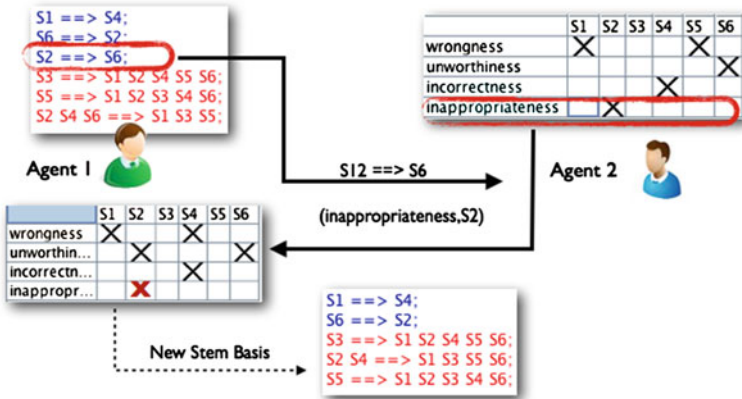 S1 ==> S4;
S6 ==> S2;
S2 ==> S6;
S3 ==> S1 S2 S4 S5 S6;
S5 ==> S1 S2 S3 S4 S6;
S2 S4 S6 ==> S1 S3 S5;
Agent 1
S1 S2 S3 S4 S5 S6
wrongness X X
unworthiness X
incorrectness X
inappropriateness X
Agent 2
S12 ==> S6
(inappropriateness,S2)
S1 S2 S3 S4 S5 S6
wrongness X X
unworthin... X X
incorrectn... X
inappropr... X
New Stem Basis
S1 ==> S4;
S6 ==> S2;
S3 ==> S1 S2 S4 S5 S6;
S2 S4 ==> S1 S3 S5 S6;
S5 ==> S1 S2 S3 S4 S6;